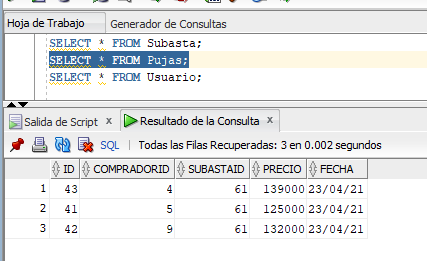 Hoja de Trabajo Generador de Consultas
SELECT * FROM Subasta;
SELECT * FROM Pujas;
SELECT * FROM Usuario;
Salida de Script x Resultado de la Consulta x
SQL | Todas las Filas Recuperadas: 3 en 0.002 segundos
ID COMPRADORID SUBASTAID PRECIO FECHA
1 43 4 61 139000 23/04/21
2 41 5 61 125000 23/04/21
3 42 9 61 132000 23/04/21